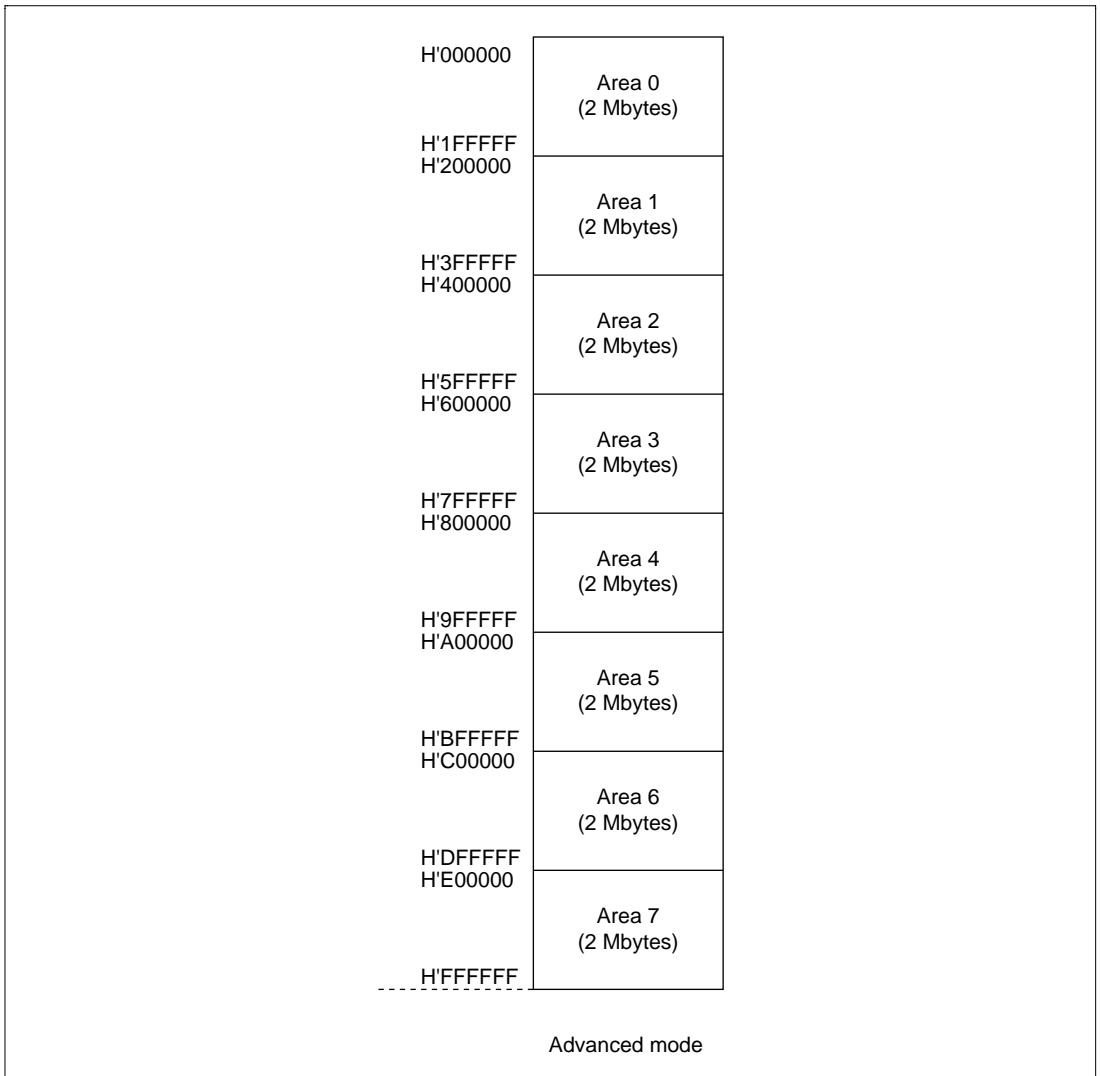 H'000000
Area 0
(2 Mbytes)
H'1FFFFF
H'200000
Area 1
(2 Mbytes)
H'3FFFFF
H'400000
Area 2
(2 Mbytes)
H'5FFFFF
H'600000
Area 3
(2 Mbytes)
H'7FFFFF
H'800000
Area 4
(2 Mbytes)
H'9FFFFF
H'A00000
Area 5
(2 Mbytes)
H'BFFFFF
H'C00000
Area 6
(2 Mbytes)
H'DFFFFF
H'E00000
Area 7
(2 Mbytes)
H'FFFFFF
Advanced mode